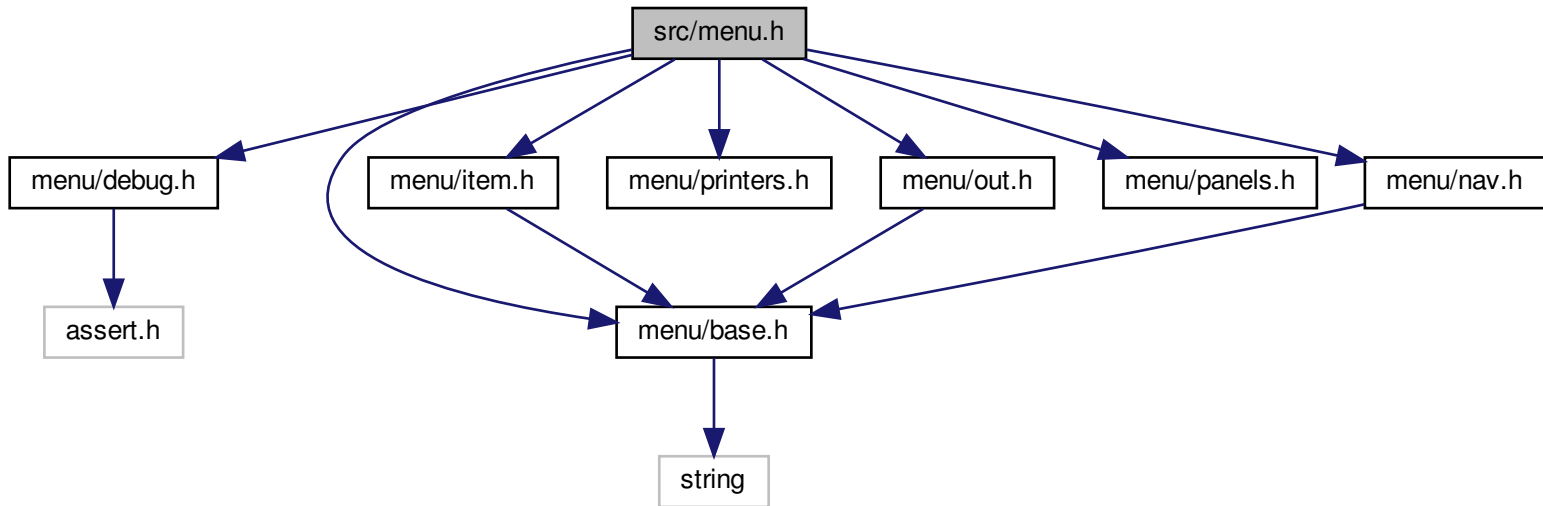 src/menu.h
menu/debug.h
menu/item.h
menu/printers.h
menu/out.h
menu/panels.h
menu/nav.h
assert.h
menu/base.h
string